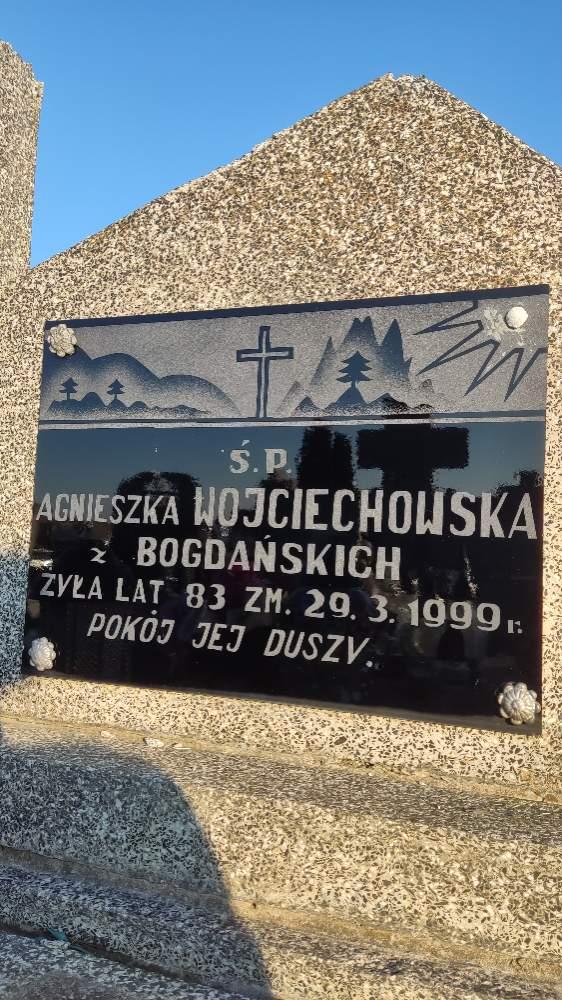 Ś.P.
AGNIESZKA WOJCIECHOWSKA
z BOGDAŃSKICH
ŻYŁA LAT 83 ZM. 29.3.1999 r.
POKÓJ JEJ DUSZY.